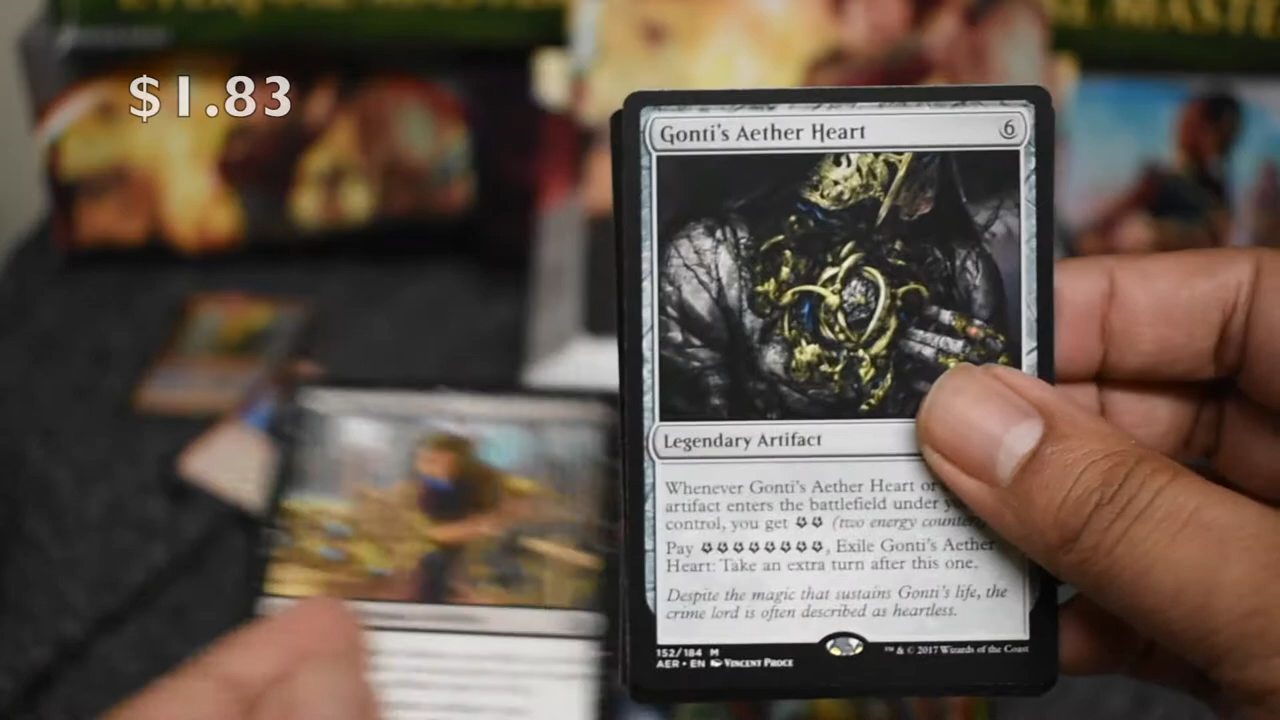 $1.83
Gonti's Aether Heart 6
Legendary Artifact
Whenever Gonti's Aether Heart or
artifact enters the battlefield under
control, you get (two energy
Pay , Exile Gonti's Aether
Heart: Take an extra turn after this one.
Despite the magic that sustains Gonti's life, the
crime lord is often described as heartless.
152/184 M
AER • EN Vincent Proce
™ & © 2017 Wizards of the Coast